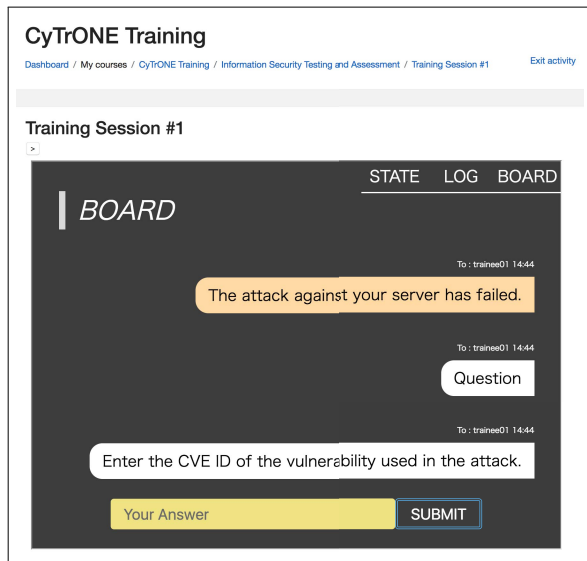 CyTrONE Training
Dashboard / My courses / CyTrONE Training / Information Security Testing and Assessment / Training Session #1
Exit activity
Training Session #1
>
STATE LOG BOARD
BOARD
To : trainee01 14:44
The attack against your server has failed.
To : trainee01 14:44
Question
To : trainee01 14:44
Enter the CVE ID of the vulnerability used in the attack.
Your Answer
SUBMIT